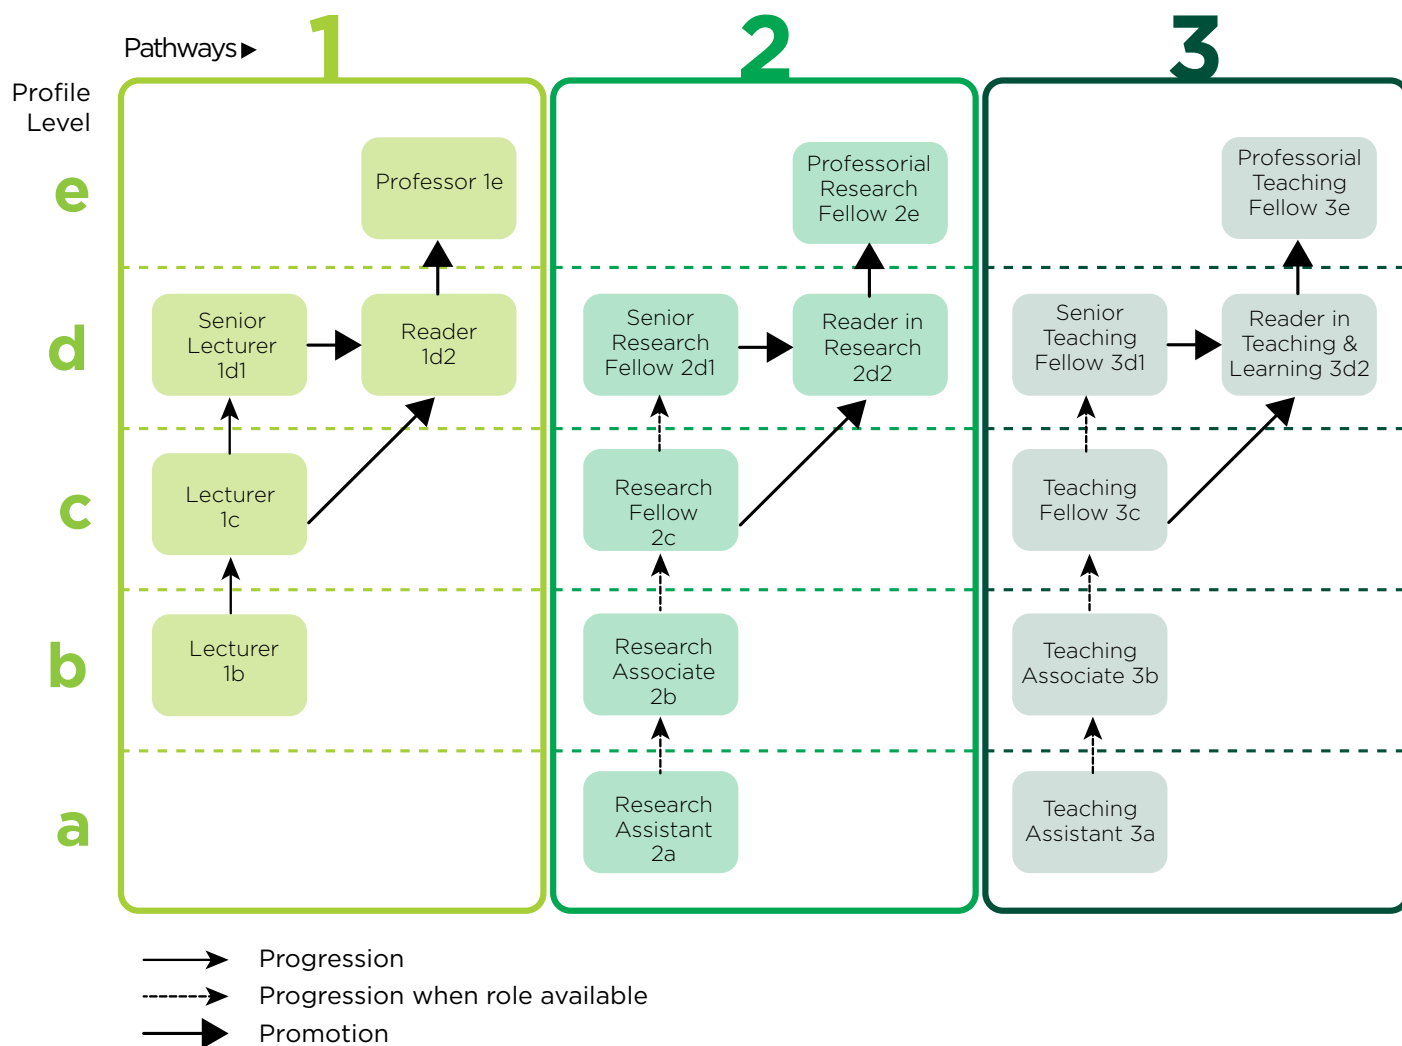 Pathways ▶
1
2
3
Profile
Level
e
Professor 1e
Professorial
Research
Fellow 2e
Professorial
Teaching
Fellow 3e
d
Senior
Lecturer
1d1
Reader
1d2
Senior
Research
Fellow 2d1
Reader in
Research
2d2
Senior
Teaching
Fellow 3d1
Reader in
Teaching &
Learning 3d2
c
Lecturer
1c
Research
Fellow
2c
Teaching
Fellow 3c
b
Lecturer
1b
Research
Associate
2b
Teaching
Associate 3b
a
Research
Assistant
2a
Teaching
Assistant 3a
Progression
Progression when role available
Promotion